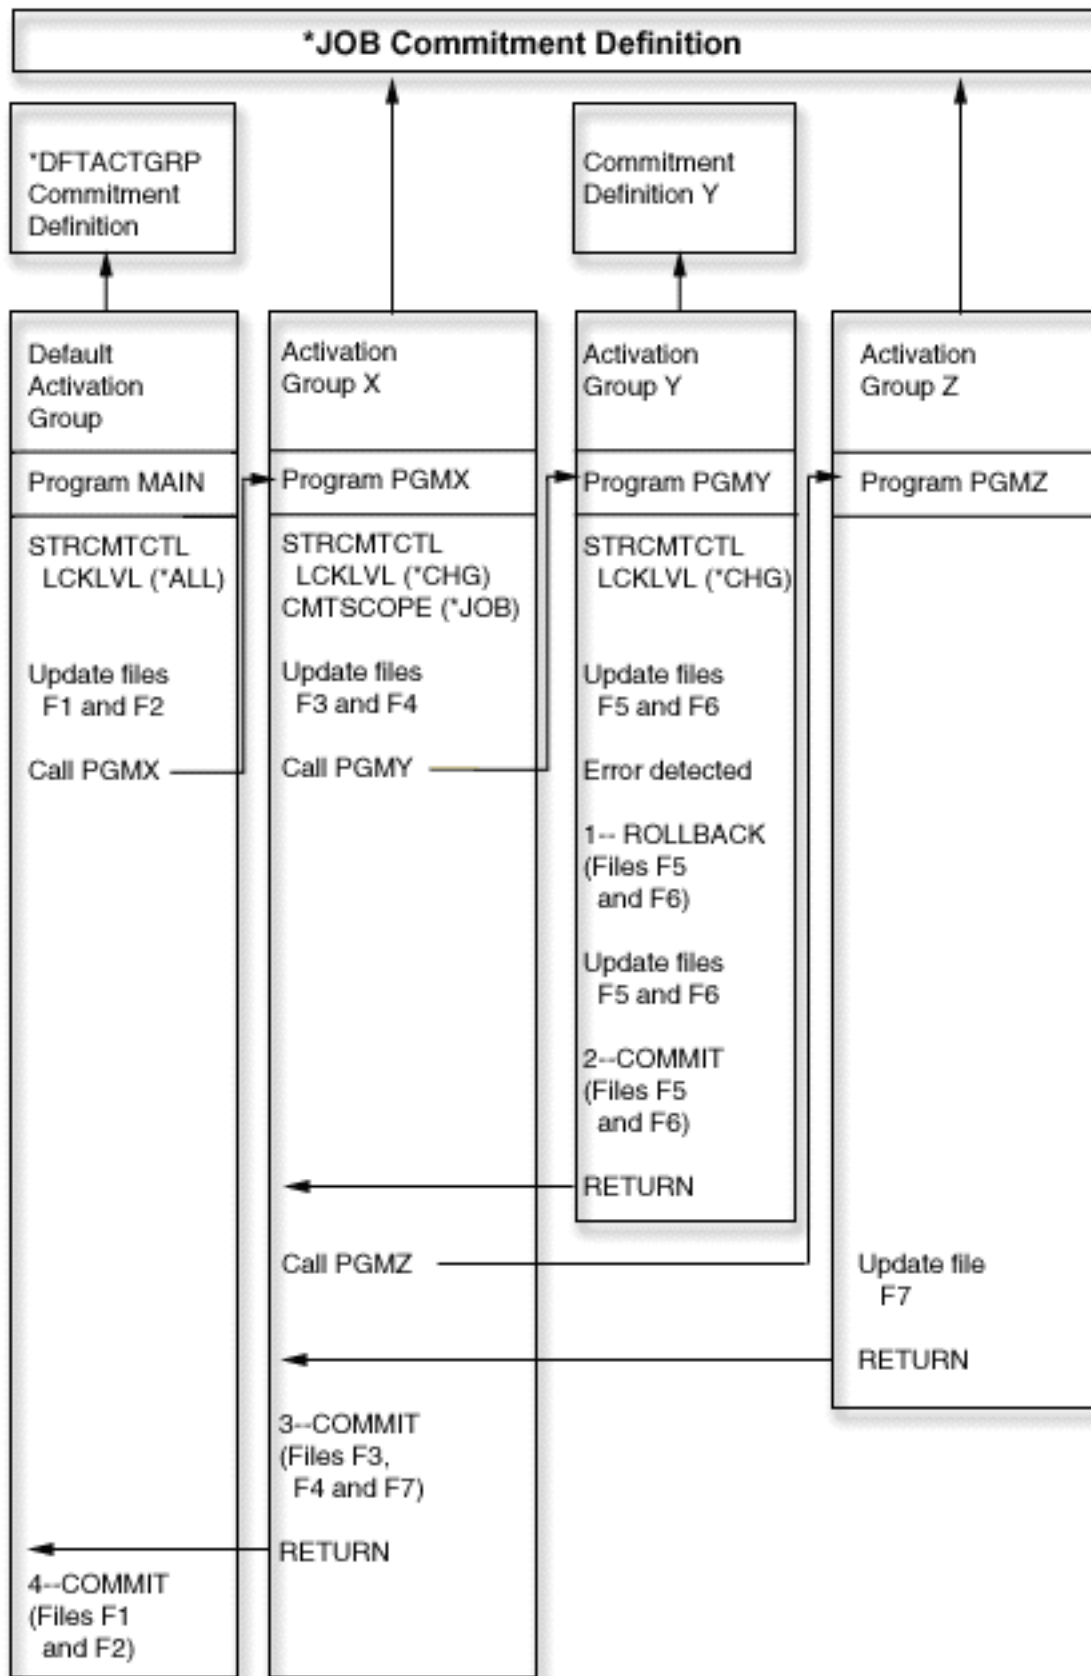 *JOB Commitment Definition
*DFTACTGRP
Commitment
Definition
Commitment
Definition Y
Default
Activation
Group
Program MAIN
STRCMTCTL
LCKLVL (*ALL)
Update files
F1 and F2
Call PGMX
4--COMMIT
(Files F1
and F2)
Activation
Group X
Program PGMX
STRCMTCTL
LCKLVL (*CHG)
CMTSCOPE (*JOB)
Update files
F3 and F4
Call PGMY
Call PGMZ
3--COMMIT
(Files F3,
F4 and F7)
RETURN
Activation
Group Y
Program PGMY
STRCMTCTL
LCKLVL (*CHG)
Update files
F5 and F6
Error detected
1-- ROLLBACK
(Files F5
and F6)
Update files
F5 and F6
2--COMMIT
(Files F5
and F6)
RETURN
Activation
Group Z
Program PGMZ
Update file
F7
RETURN